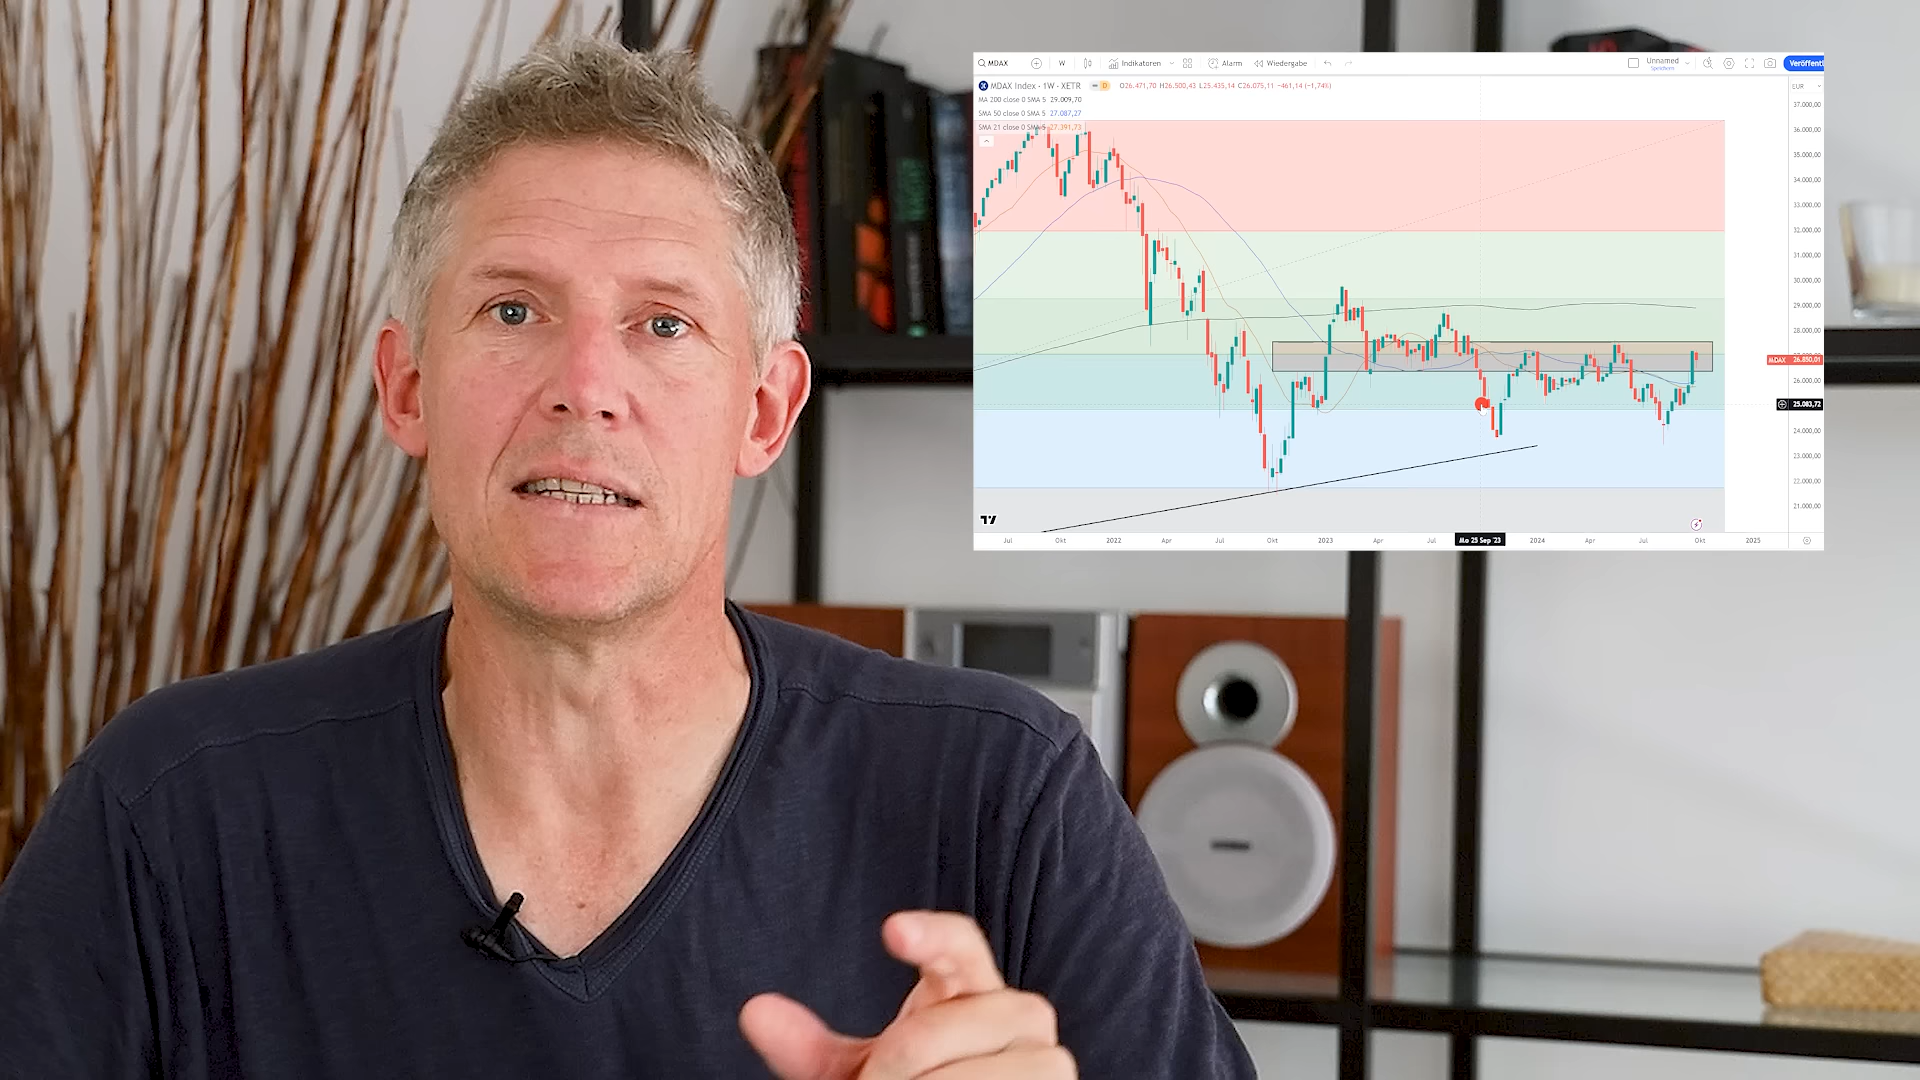 MDAX W Indikatoren Alarm Wiedergabe Unnamed Veröffentl
Speichern
MDAX Index · 1W · XETR D O26.471,70 H26.500,43 L25.435,14 C26.075,11 −461,14 (−1,74%) EUR
MA 200 close 0 SMA 5 29.009,70
SMA 50 close 0 SMA 5 27.087,27
SMA 21 close 0 SMA 5 27.391,73
37.000,00
36.000,00
35.000,00
34.000,00
33.000,00
32.000,00
31.000,00
30.000,00
29.000,00
28.000,00
MDAX 26.850,01
26.000,00
25.083,72
24.000,00
23.000,00
22.000,00
21.000,00
Jul Okt 2022 Apr Jul Okt 2023 Apr Jul Mo 25 Sep '23 2024 Apr Jul Okt 2025